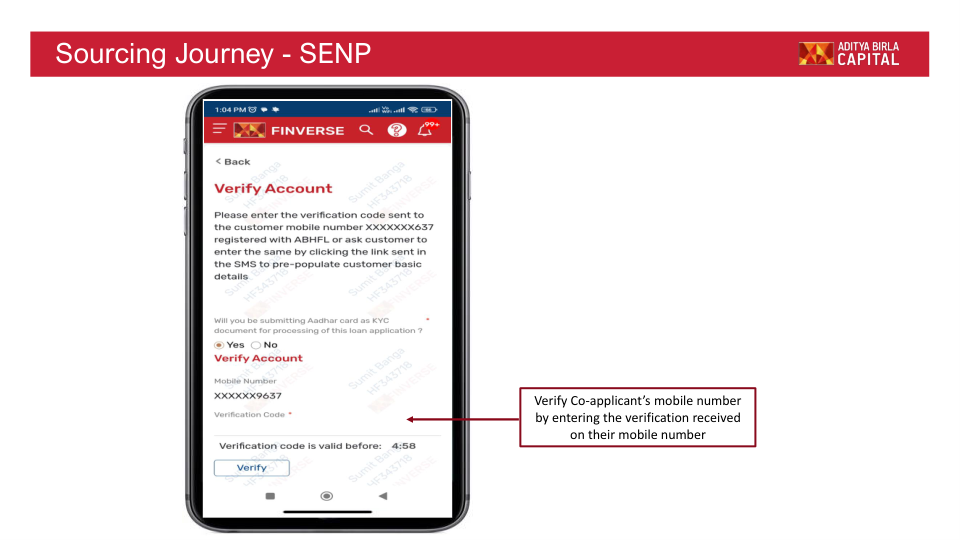 Sourcing Journey - SENP
ADITYA BIRLA
CAPITAL
1:04 PM
FINVERSE
99+
< Back
Verify Account
Please enter the verification code sent to
the customer mobile number XXXXXXX637
registered with ABHFL or ask customer to
enter the same by clicking the link sent in
the SMS to pre-populate customer basic
details
Will you be submitting Aadhar card as KYC *
document for processing of this loan application ?
Yes No
Verify Account
Mobile Number
XXXXXX9637
Verification Code *
Verification code is valid before: 4:58
Verify
Verify Co-applicant's mobile number
by entering the verification received
on their mobile number
Sumit Banga
HF343718
FINVERSE